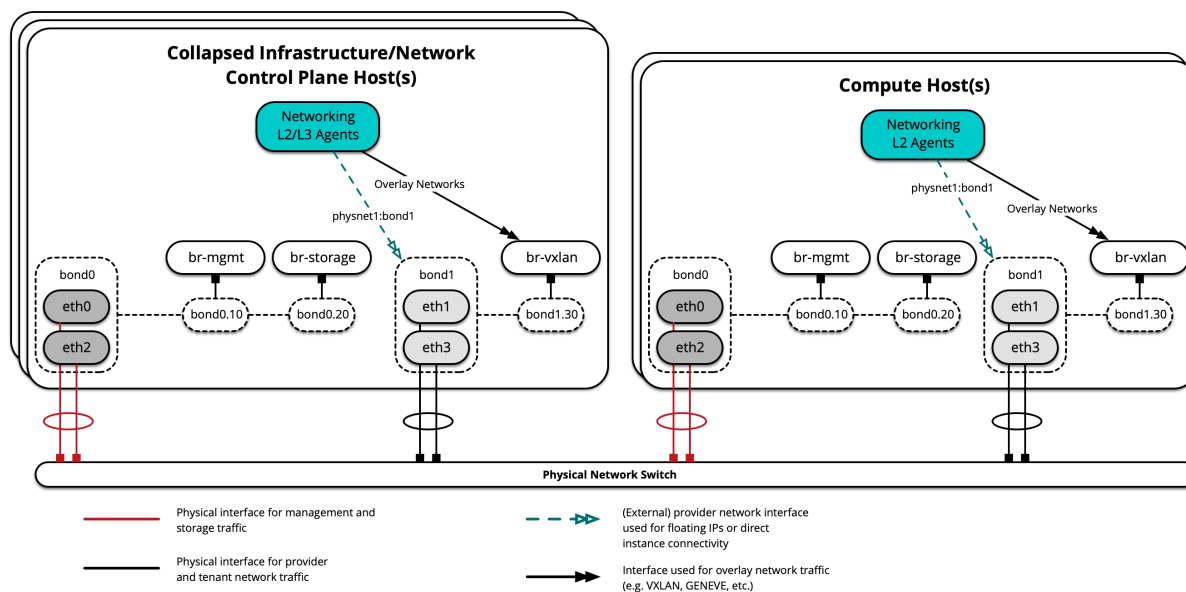 Collapsed Infrastructure/Network
Control Plane Host(s)
Networking
L2/L3 Agents
Overlay Networks
physnet1:bond1
br-mgmt
br-storage
br-vxlan
bond0
bond1
eth0
eth1
bond0.10
bond0.20
bond1.30
eth2
eth3
Compute Host(s)
Networking
L2 Agents
physnet1:bond1
Overlay Networks
br-mgmt
br-storage
br-vxlan
bond0
bond1
eth0
eth1
bond0.10
bond0.20
bond1.30
eth2
eth3
Physical Network Switch
Physical interface for management and
storage traffic
Physical interface for provider
and tenant network traffic
(External) provider network interface
used for floating IPs or direct
instance connectivity
Interface used for overlay network traffic
(e.g. VXLAN, GENEVE, etc.)